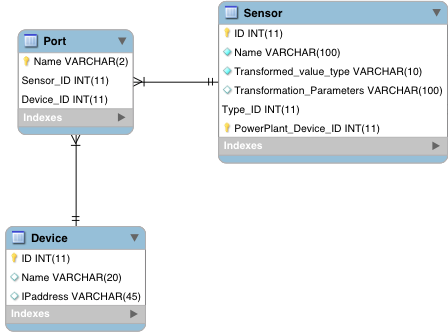 Port
Name VARCHAR(2)
Sensor_ID INT(11)
Device_ID INT(11)
Indexes
Sensor
ID INT(11)
Name VARCHAR(100)
Transformed_value_type VARCHAR(10)
Transformation_Parameters VARCHAR(100)
Type_ID INT(11)
PowerPlant_Device_ID INT(11)
Indexes
Device
ID INT(11)
Name VARCHAR(20)
IPaddress VARCHAR(45)
Indexes